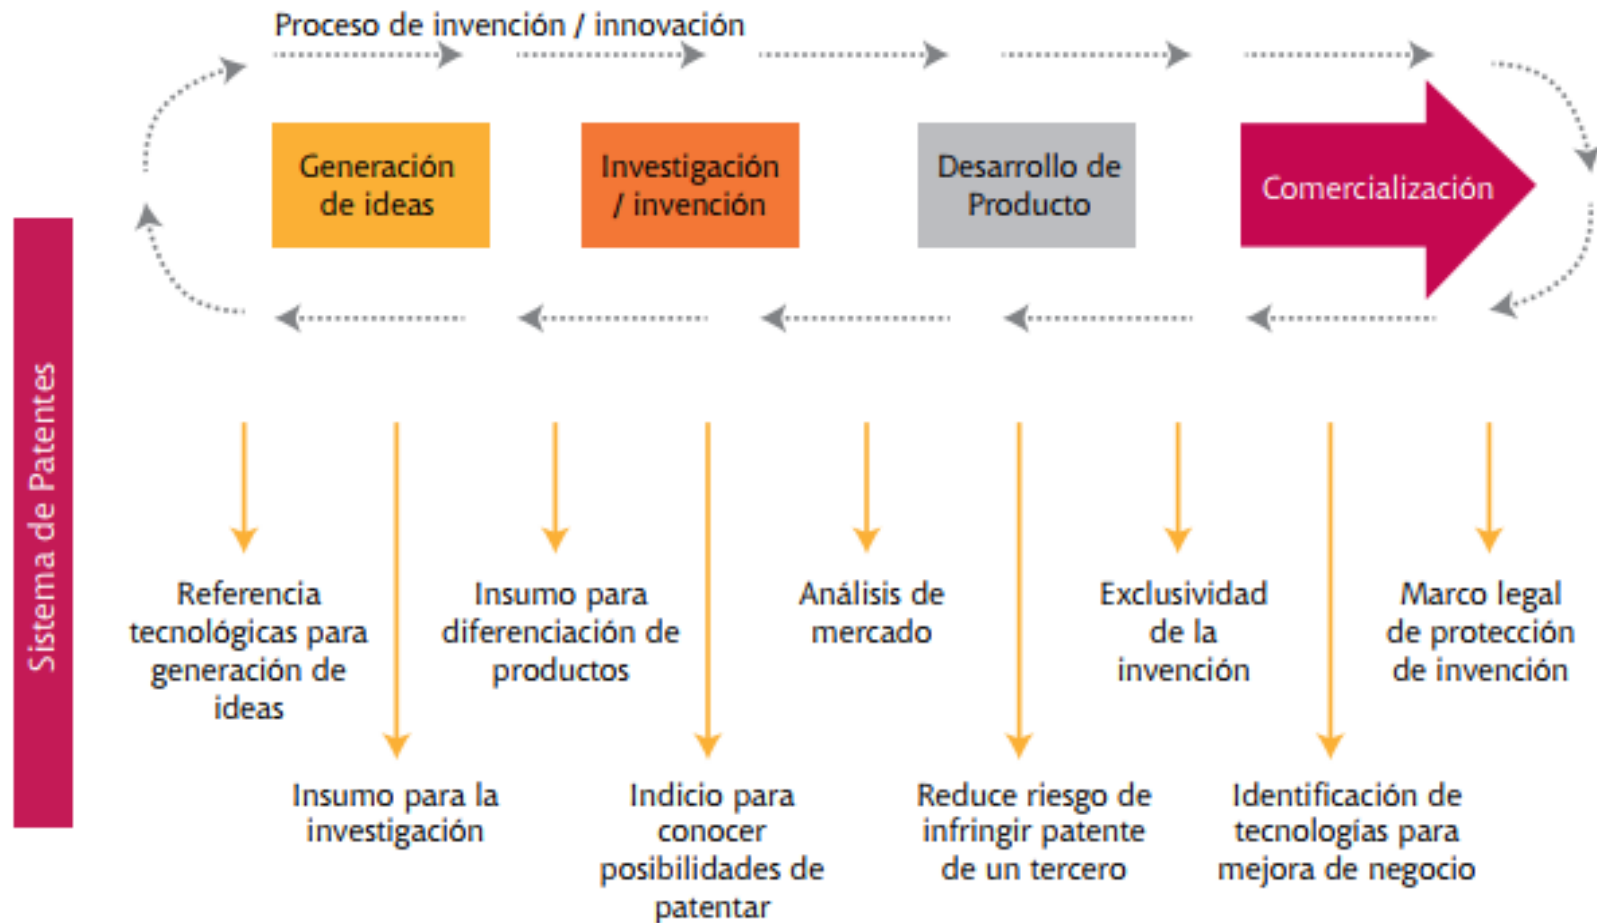 Proceso de invención / innovación
Generación
de ideas
Investigación
/ invención
Desarrollo de
Producto
Comercialización
Sistema de Patentes
Referencia
tecnológicas para
generación de
ideas
Insumo para
diferenciación de
productos
Análisis de
mercado
Exclusividad
de la
invención
Marco legal
de protección
de invención
Insumo para la
investigación
Indicio para
conocer
posibilidades de
patentar
Reduce riesgo de
infringir patente
de un tercero
Identificación de
tecnologías para
mejora de negocio